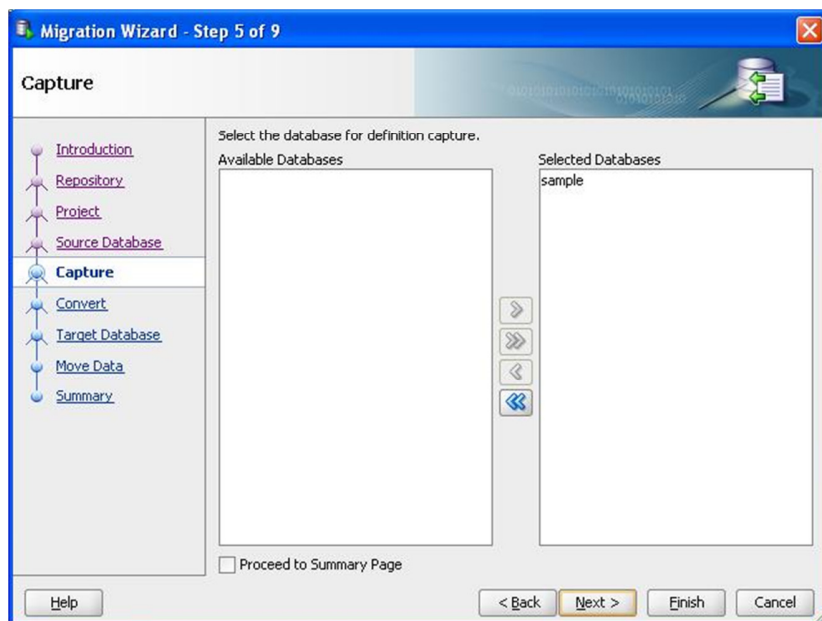 Migration Wizard - Step 5 of 9
Capture
Introduction
Repository
Project
Source Database
Capture
Convert
Target Database
Move Data
Summary
Select the database for definition capture.
Available Databases
Selected Databases
sample
Proceed to Summary Page
Help
< Back
Next >
Finish
Cancel